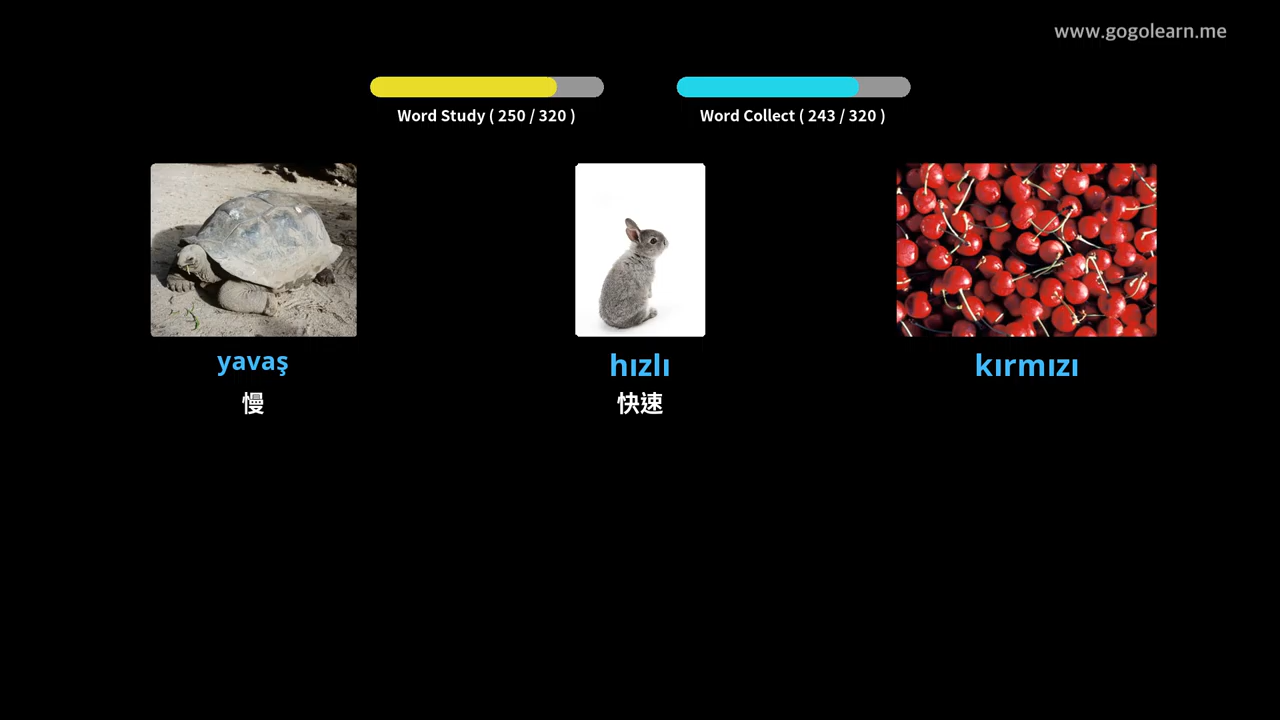 www.gogolearn.me
Word Study ( 250 / 320 )
Word Collect ( 243 / 320 )
yavaş
hızlı
kırmızı
慢
快速